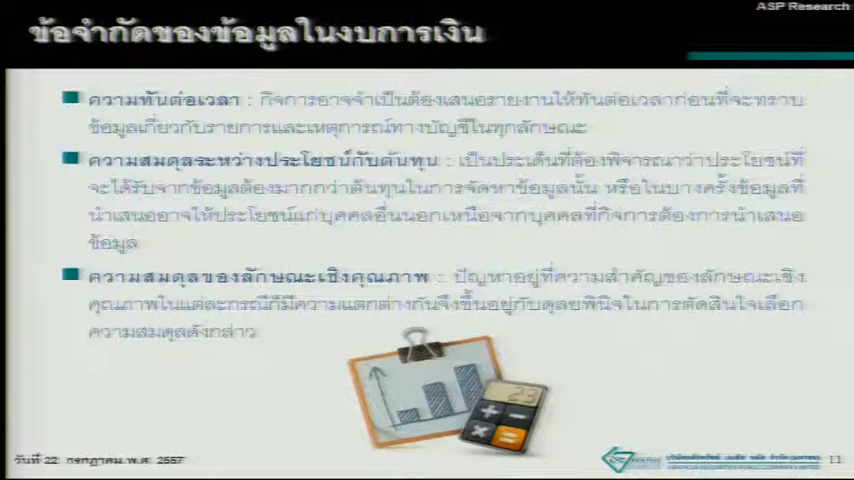 ASP Research
ข้อจำกัดของข้อมูลในงบการเงิน
ความทันต่อเวลา : กิจการอาจจำเป็นต้องเสนอรายงานให้ทันต่อเวลาก่อนที่จะทราบ
ข้อมูลเกี่ยวกับรายการและเหตุการณ์ทางบัญชีในทุกลักษณะ
ความสมดุลระหว่างประโยชน์กับต้นทุน : เป็นประเด็นที่ต้องพิจารณาว่าประโยชน์ที่
จะได้รับจากข้อมูลต้องมากกว่าต้นทุนในการจัดหาข้อมูลนั้น หรือในบางครั้งข้อมูลที่
นำเสนออาจให้ประโยชน์แก่บุคคลอื่นนอกเหนือจากบุคคลที่กิจการต้องการนำเสนอ
ข้อมูล
ความสมดุลของลักษณะเชิงคุณภาพ : ปัญหาอยู่ที่ความสำคัญของลักษณะเชิง
คุณภาพในแต่ละกรณีก็มีความแตกต่างกันจึงขึ้นอยู่กับดุลยพินิจในการตัดสินใจเลือก
ความสมดุลดังกล่าว
23
วันที่ 22 กรกฎาคม พ.ศ. 2557
11